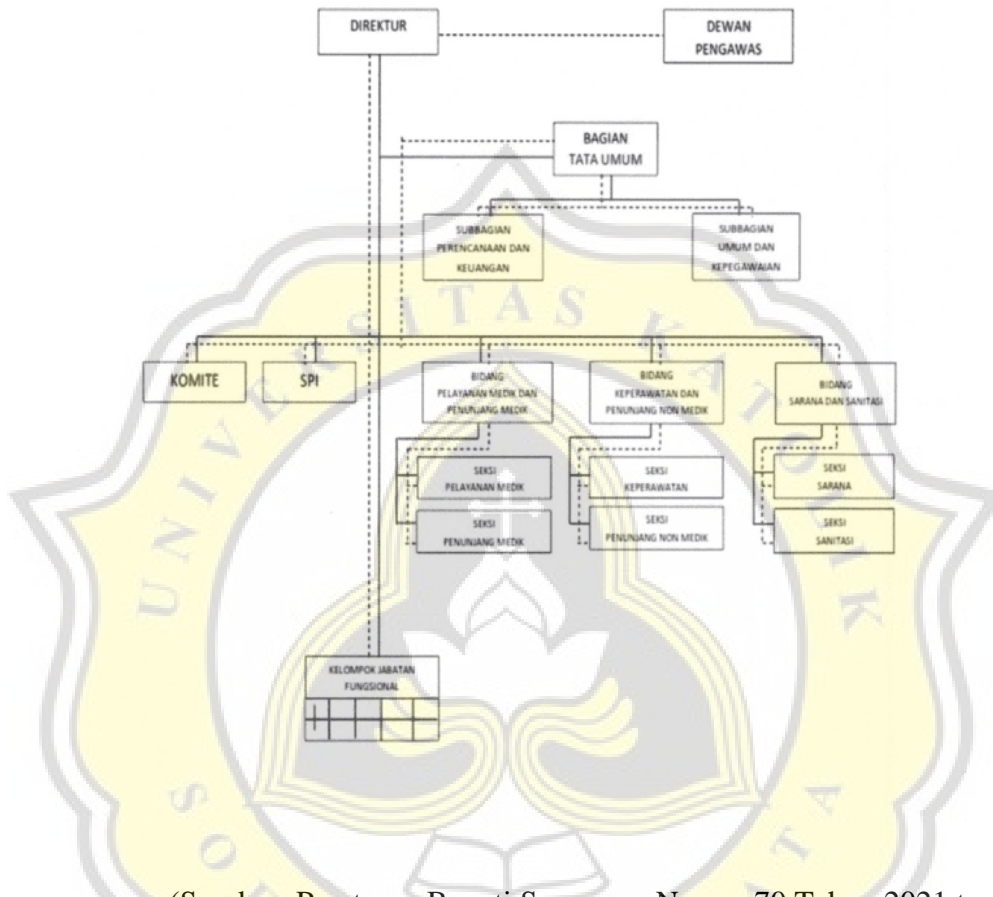 DIREKTUR
DEWAN
PENGAWAS
BAGIAN
TATA UMUM
SUBBAGIAN
PERENCANAAN DAN
KEUANGAN
SUBBAGIAN
UMUM DAN
KEPEGAWAIAN
KOMITE
SPI
BIDANG
PELAYANAN MEDIK DAN
PENUNJANG MEDIK
BIDANG
KEPERAWATAN DAN
PENUNJANG NON MEDIK
BIDANG
SARANA DAN SANITASI
SEKSI
PELAYANAN MEDIK
SEKSI
PENUNJANG MEDIK
SEKSI
KEPERAWATAN
SEKSI
PENUNJANG NON MEDIK
SEKSI
SARANA
SEKSI
SANITASI
KELOMPOK JABATAN
FUNGSIONAL
UNIVERSITAS KATOLIK